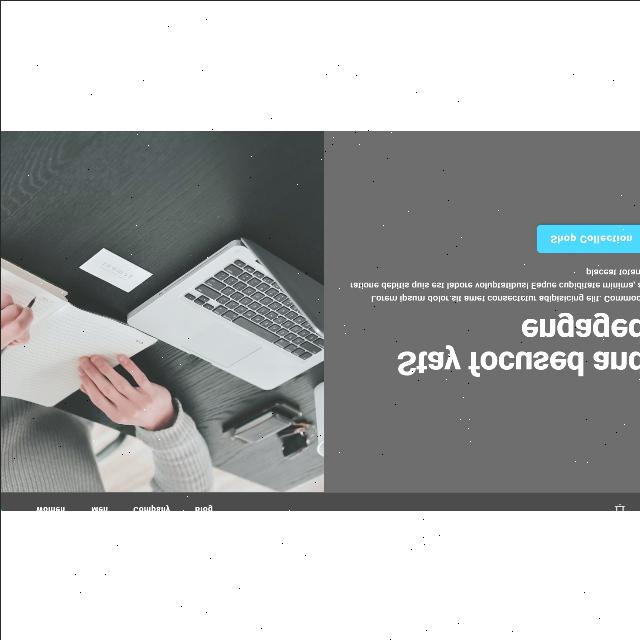 Women Men Company Blog
Stay focused and
engaged
Lorem ipsum dolor sit amet consectetur adipisicing elit.
ratione debitis quis est labore voluptatibus! Eaque cupiditate minima,
placeat totam
Shop Collection